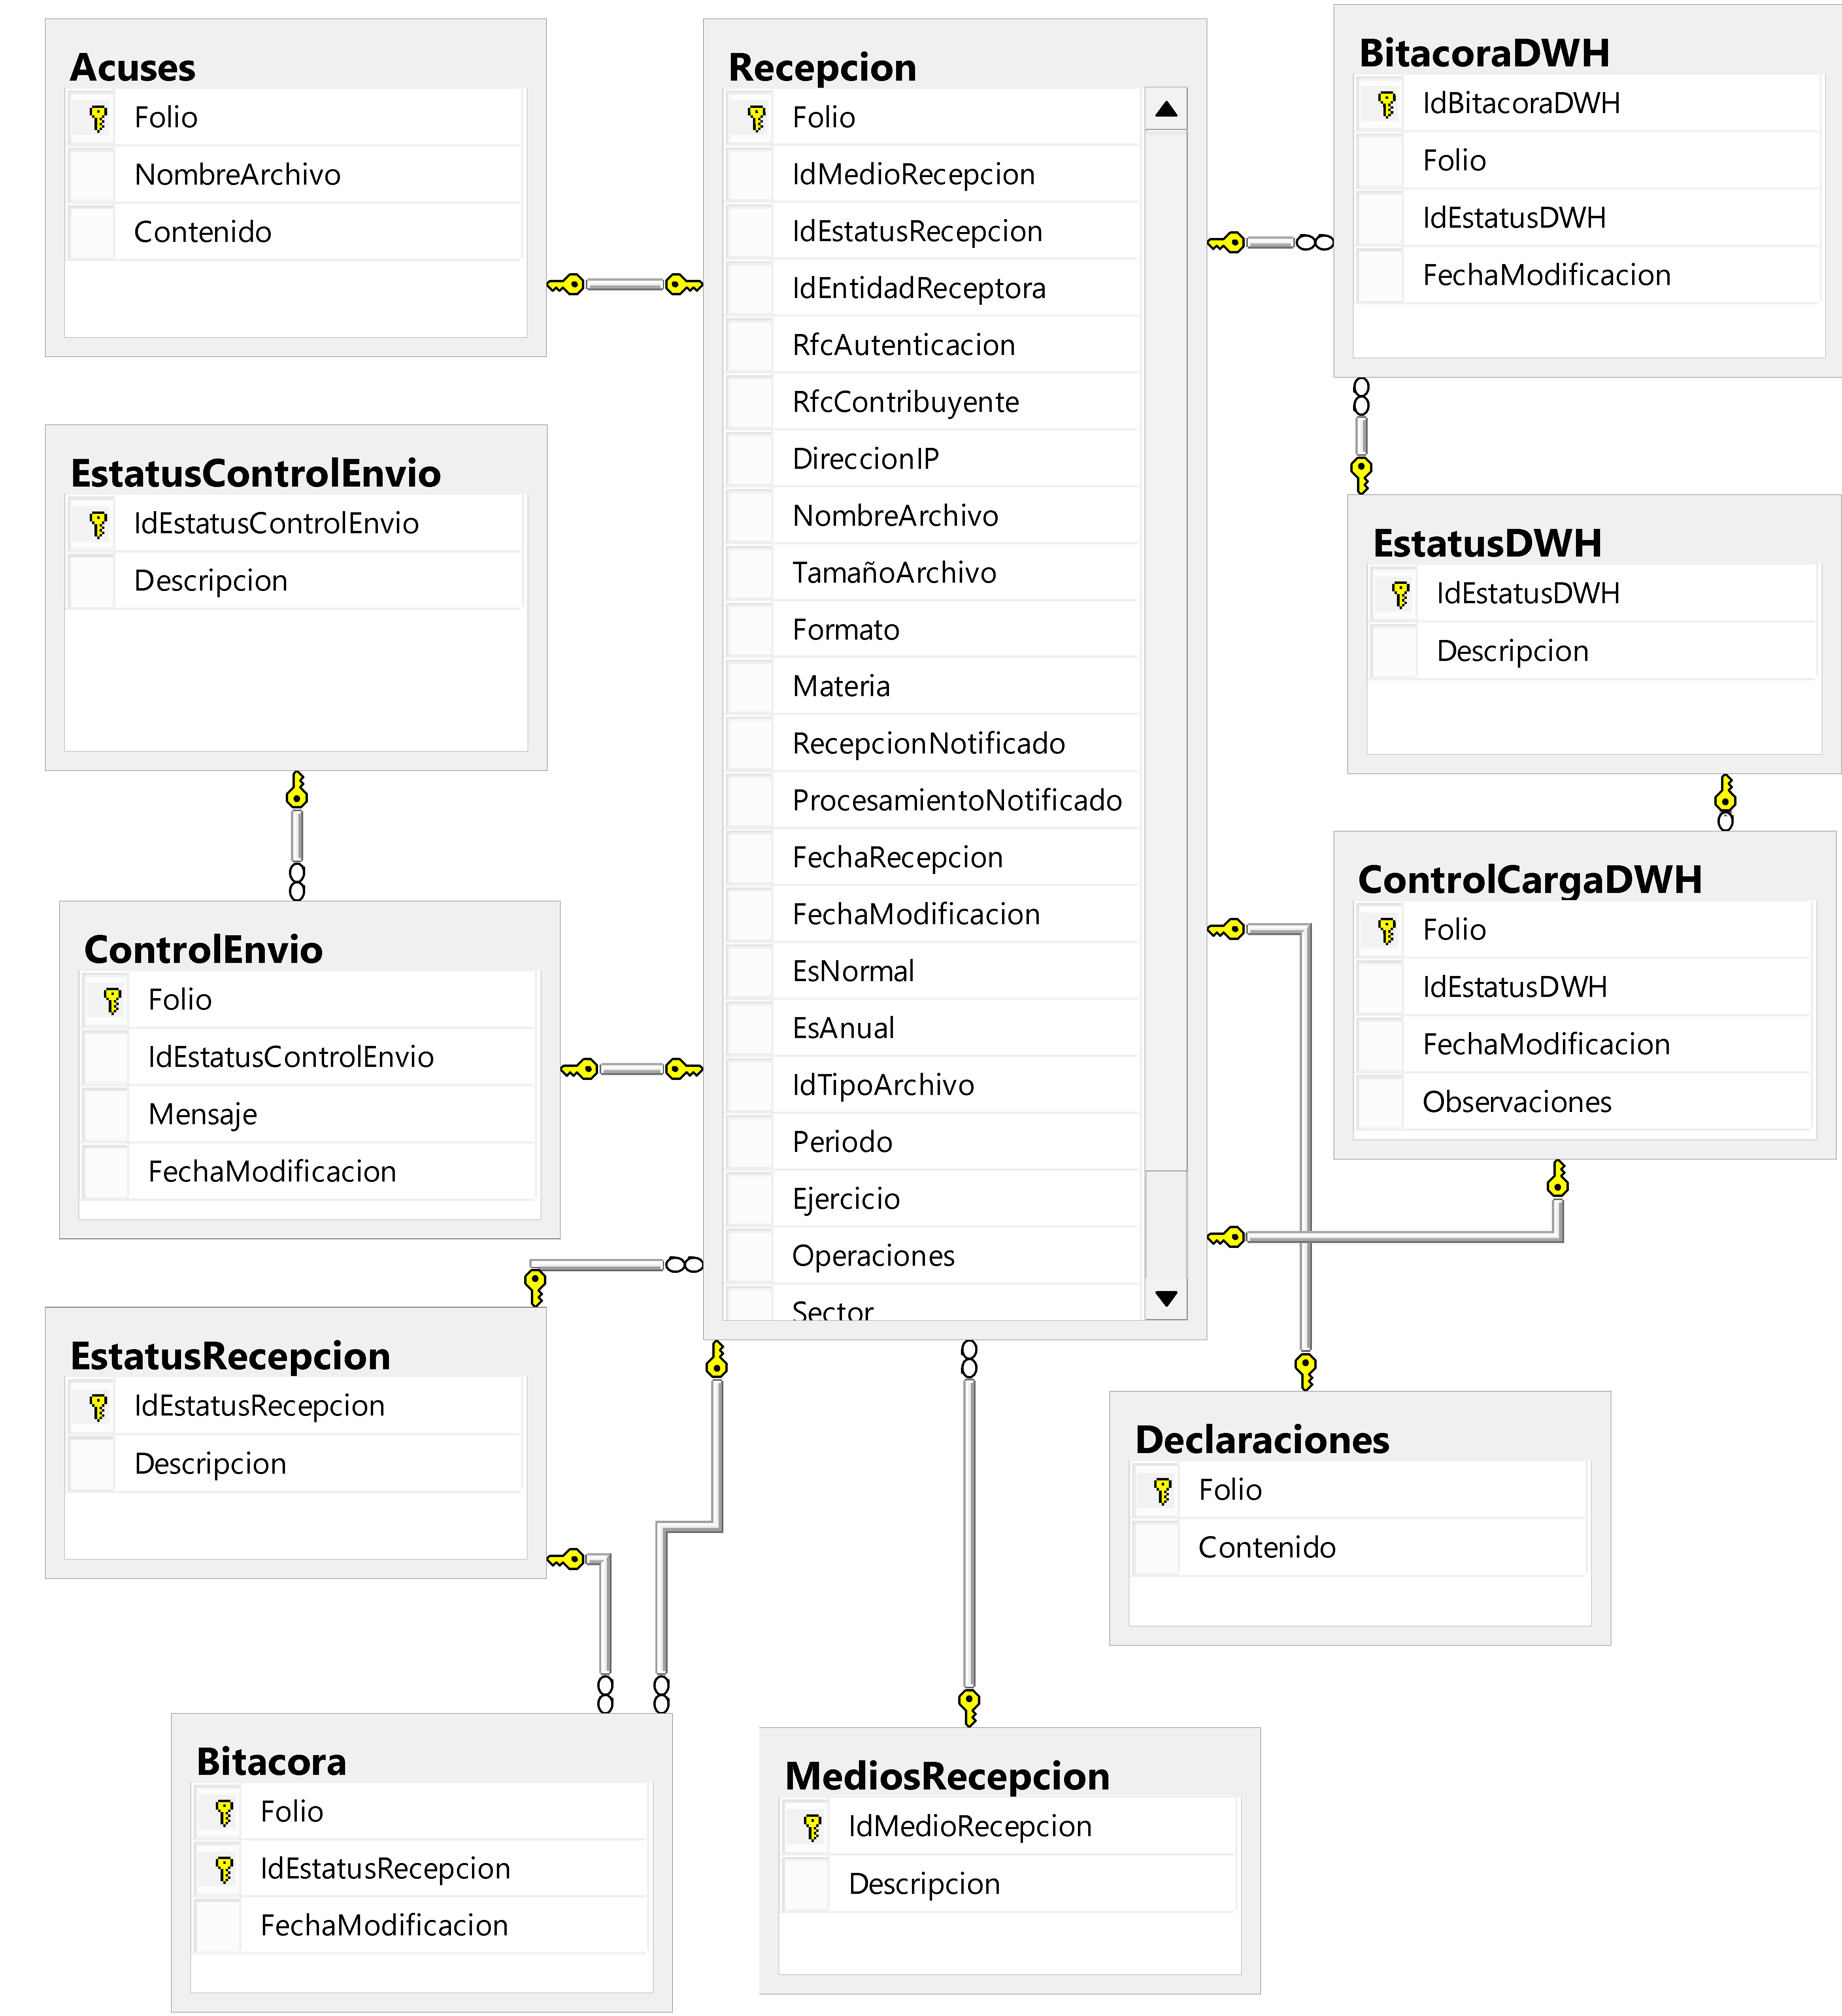 Acuses
Folio
NombreArchivo
Contenido
EstatusControlEnvio
IdEstatusControlEnvio
Descripcion
ControlEnvio
Folio
IdEstatusControlEnvio
Mensaje
FechaModificacion
EstatusRecepcion
IdEstatusRecepcion
Descripcion
Bitacora
Folio
IdEstatusRecepcion
FechaModificacion
Recepcion
Folio
IdMedioRecepcion
IdEstatusRecepcion
IdEntidadReceptora
RfcAutenticacion
RfcContribuyente
DireccionIP
NombreArchivo
TamañoArchivo
Formato
Materia
RecepcionNotificado
ProcesamientoNotificado
FechaRecepcion
FechaModificacion
EsNormal
EsAnual
IdTipoArchivo
Periodo
Ejercicio
Operaciones
Sector
MediosRecepcion
IdMedioRecepcion
Descripcion
BitacoraDWH
IdBitacoraDWH
Folio
IdEstatusDWH
FechaModificacion
EstatusDWH
IdEstatusDWH
Descripcion
ControlCargaDWH
Folio
IdEstatusDWH
FechaModificacion
Observaciones
Declaraciones
Folio
Contenido